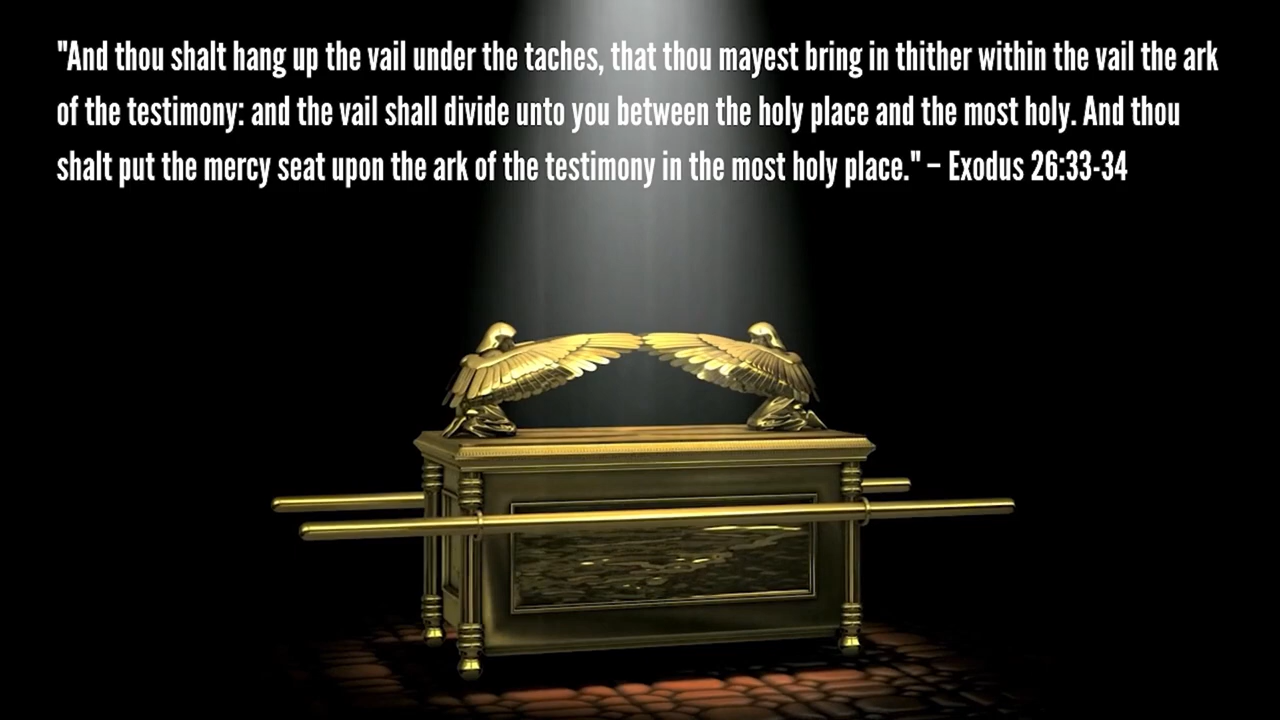 "And thou shalt hang up the vail under the taches, that thou mayest bring in thither within the vail the ark
of the testimony: and the vail shall divide unto you between the holy place and the most holy. And thou
shalt put the mercy seat upon the ark of the testimony in the most holy place." – Exodus 26:33-34